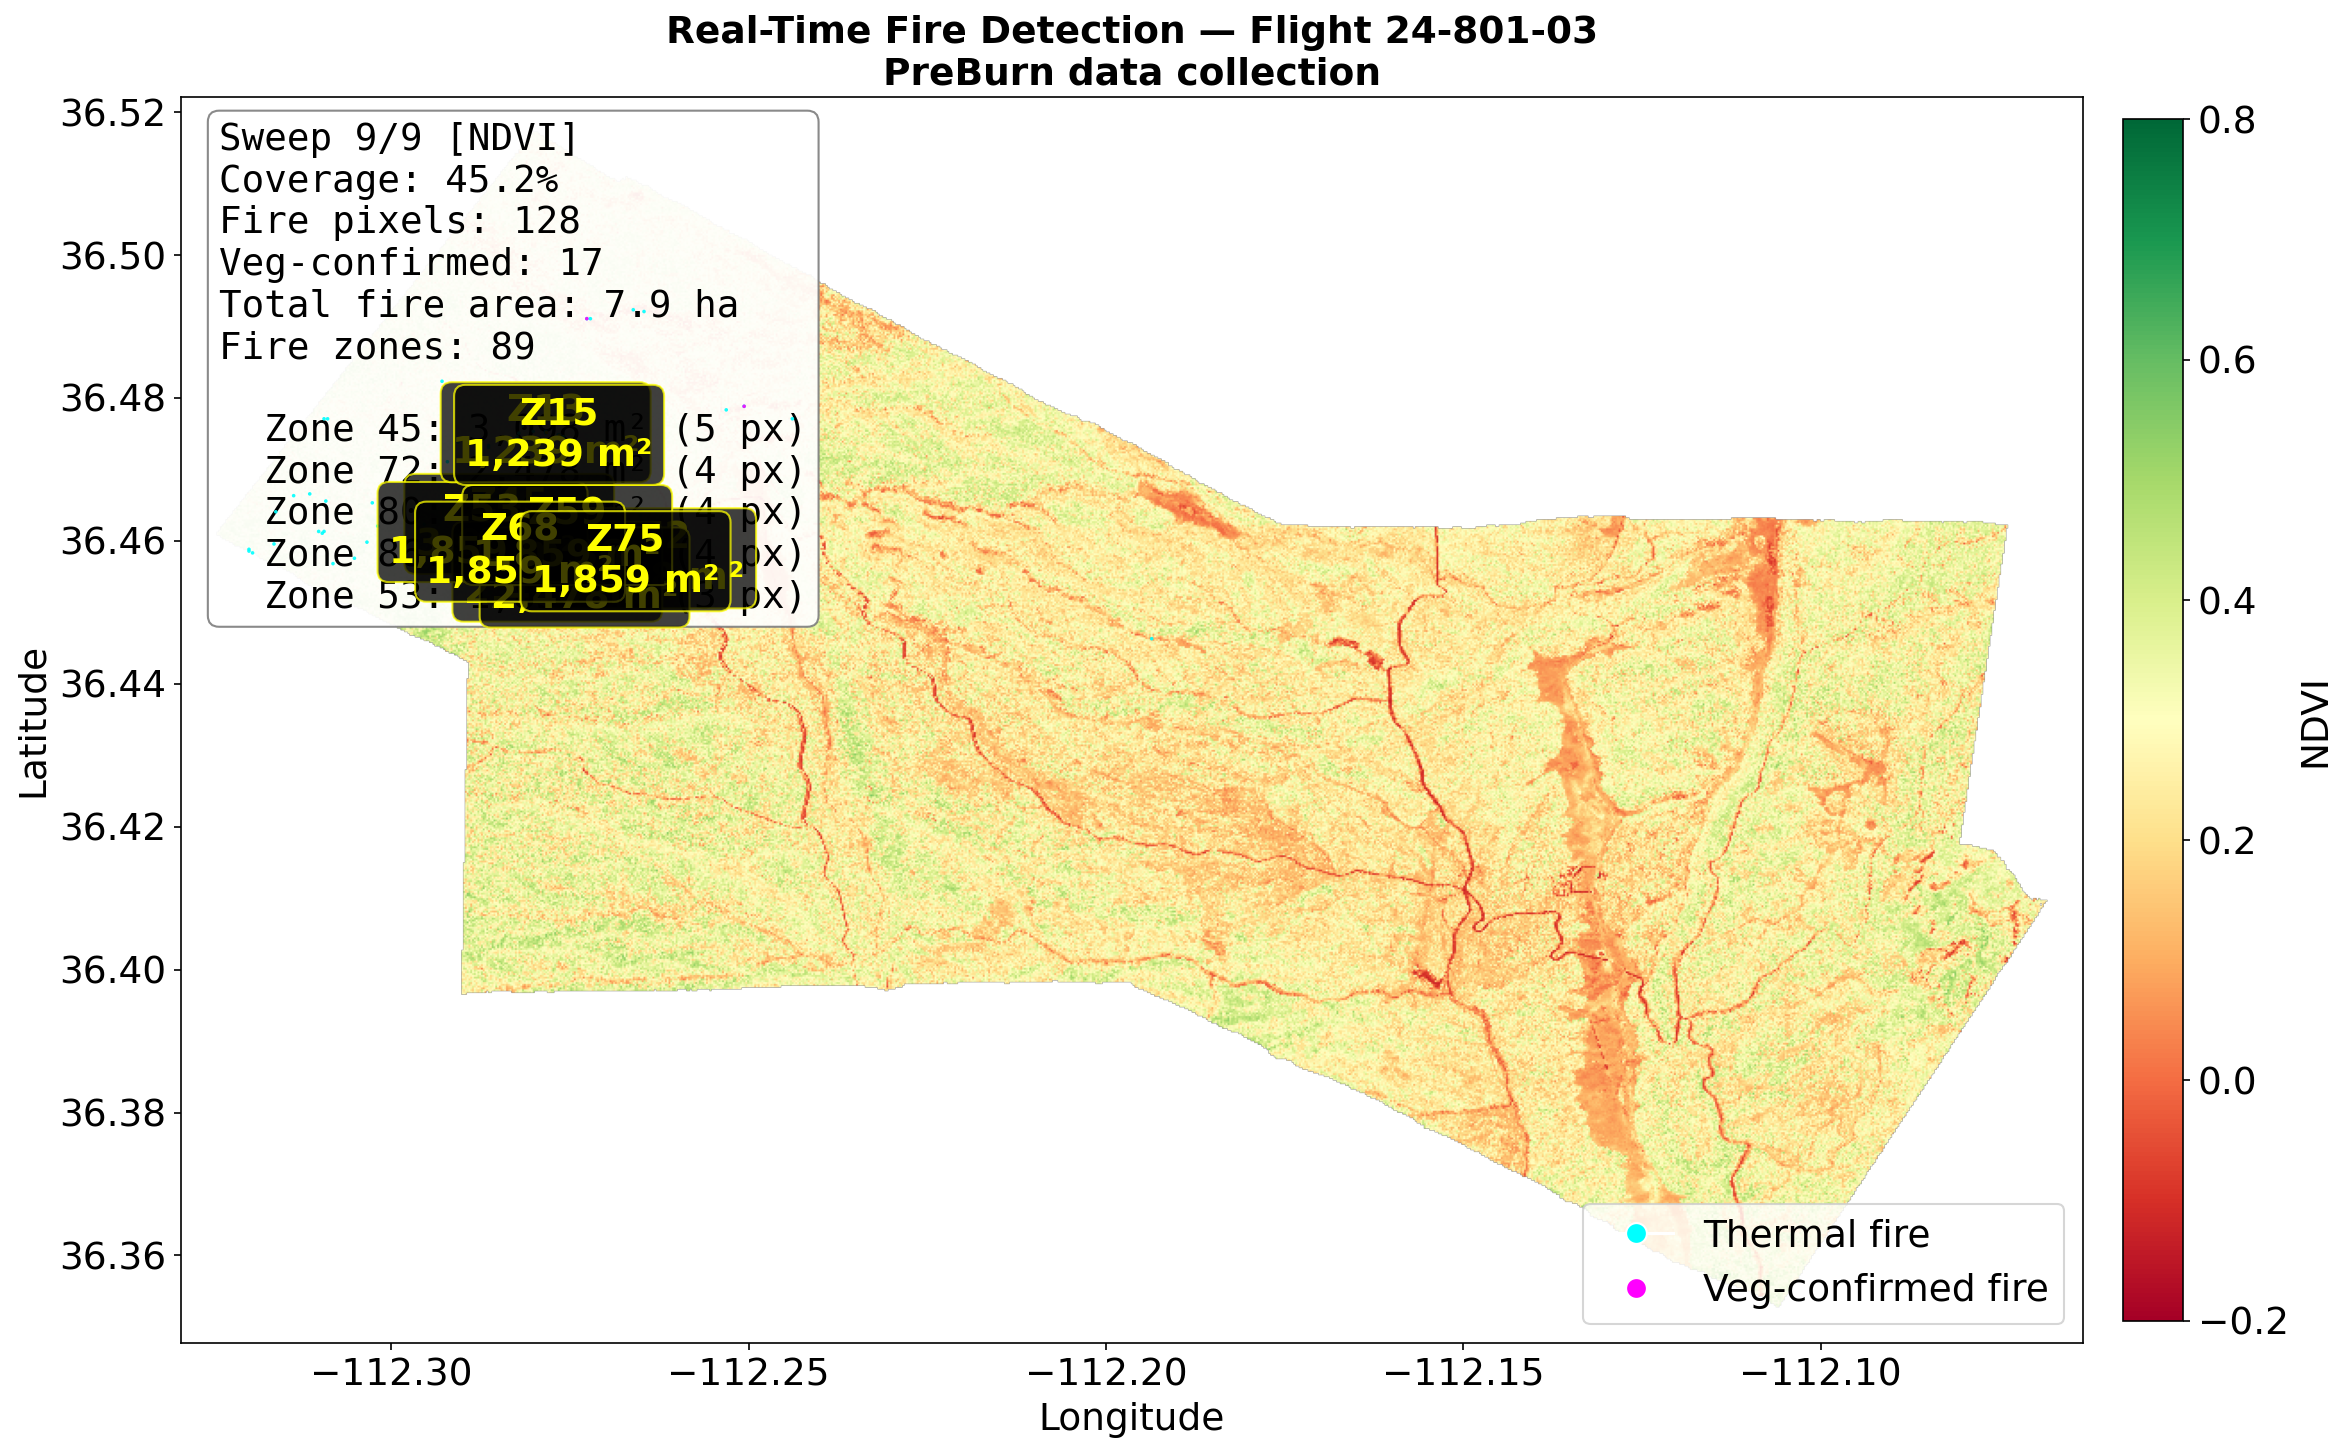 Real-Time Fire Detection — Flight 24-801-03
PreBurn data collection
Sweep 9/9 [NDVI]
Coverage: 45.2%
Fire pixels: 128
Veg-confirmed: 17
Total fire area: 7.9 ha
Fire zones: 89
Zone 45: m² (5 px)
Zone 72: (4 px)
Zone (4 px)
Zone px)
Zone 53: px)
Z15
1,239 m²
Z59
Z68
1,85
Z75
1,859 m²
36.52
36.50
36.48
36.46
36.44
36.42
36.40
36.38
36.36
Latitude
−112.30
−112.25
−112.20
−112.15
−112.10
Longitude
Thermal fire
Veg-confirmed fire
0.8
0.6
0.4
0.2
0.0
−0.2
NDVI